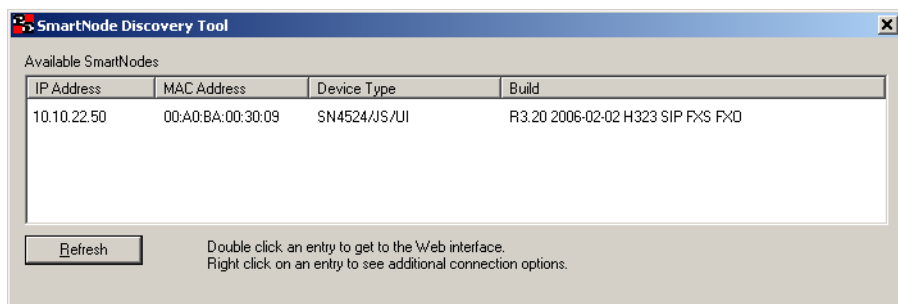 SmartNode Discovery Tool
Available SmartNodes
IP Address MAC Address Device Type Build
10.10.22.50 00:A0:BA:00:30:09 SN4524/JS/UI R3.20 2006-02-02 H323 SIP FXS FXO
Refresh
Double click an entry to get to the Web interface.
Right click on an entry to see additional connection options.